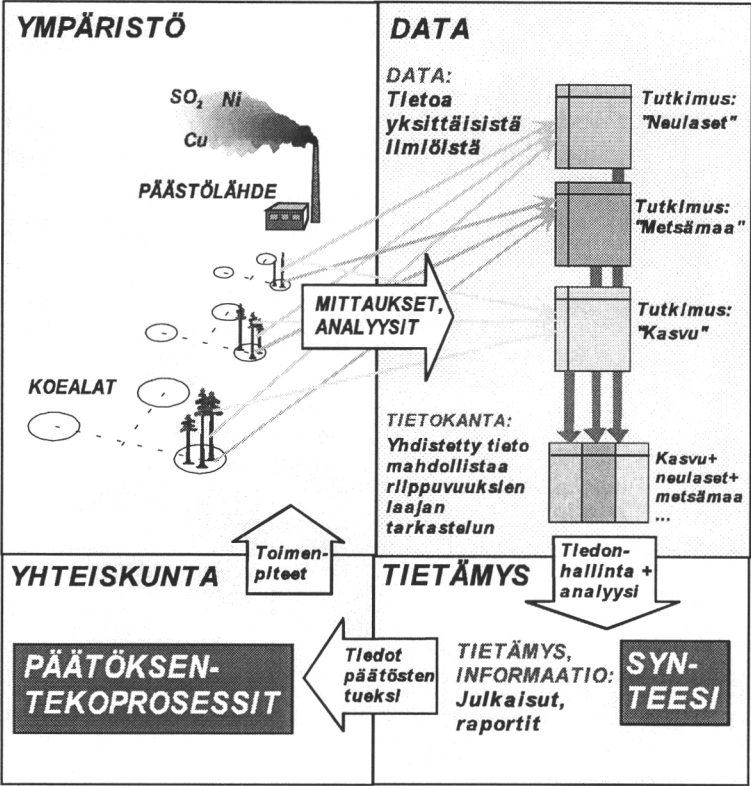 YMPÄRISTÖ
SO2 Ni
Cu
PÄÄSTÖLÄHDE
KOEALAT
MITTAUKSET,
ANALYYSIT
DATA
DATA:
Tietoa
yksittäisistä
ilmiöistä
Tutkimus:
"Neulaset"
Tutkimus:
"Metsämaa"
Tutkimus:
"Kasvu"
TIETOKANTA:
Yhdistetty tieto
mahdollistaa
riippuvuuksien
laajan
tarkastelun
Kasvu+
neulaset+
metsämaa
...
Toimen-
piteet
Tiedon-
hallinta +
analyysi
YHTEISKUNTA
PÄÄTÖKSEN-
TEKOPROSESSIT
TIETÄMYS
Tiedot
päätösten
tueksi
TIETÄMYS,
INFORMAATIO:
Julkaisut,
raportit
SYN-
TEESI